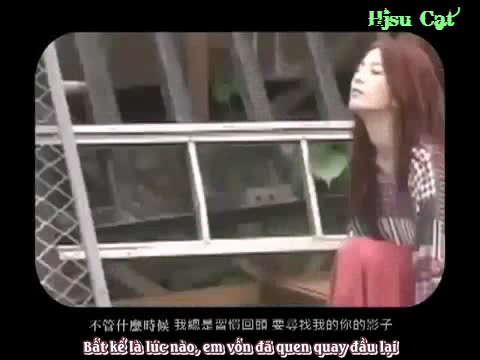 Hjsu Cat
不管什麼時候 我總是習慣回頭 要尋找我的你的影子
Bất kể là lúc nào, em vốn đã quen quay đầu lại